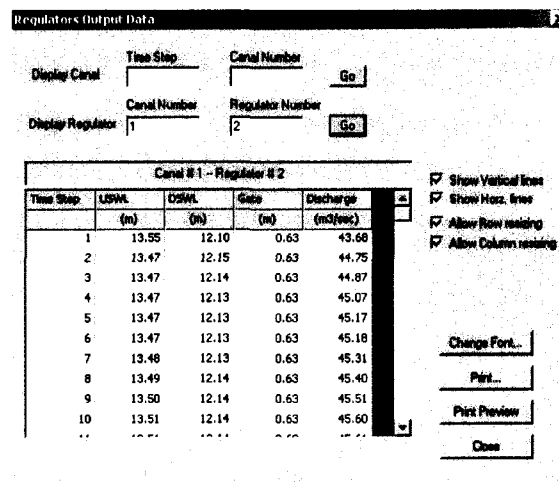 Regulators Output Data
Time Step Canal Number
Display Canal Go
Canal Number Regulator Number
Display Regulator 1 2 Go
Canal # 1 - Regulator # 2
Time Step USWL DSWL Gate Discharge
(m) (m) (m) (m3/sec)
1 13.55 12.10 0.63 43.68
2 13.47 12.15 0.63 44.75
3 13.47 12.14 0.63 44.87
4 13.47 12.13 0.63 45.07
5 13.47 12.13 0.63 45.17
6 13.47 12.13 0.63 45.18
7 13.48 12.13 0.63 45.31
8 13.49 12.14 0.63 45.40
9 13.50 12.14 0.63 45.51
10 13.51 12.14 0.63 45.60
Show Vertical lines
Show Horz. lines
Allow Row resizing
Allow Column resizing
Change Font...
Print...
Print Preview
Close